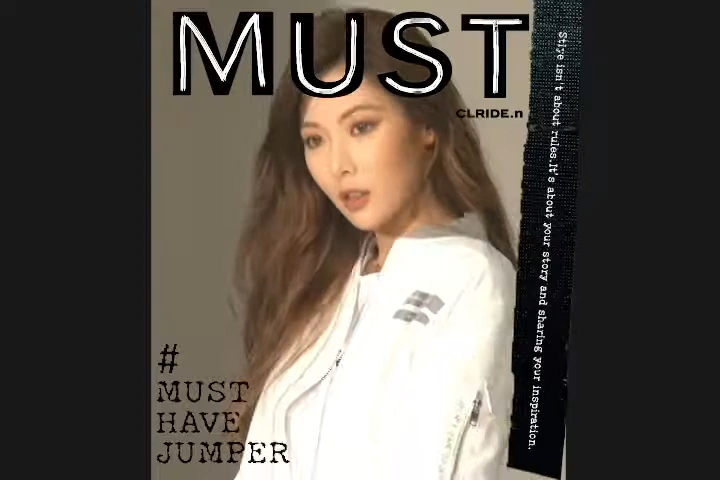 MUST
CLRIDE.n
Style isn't about rules.It's about your story and sharing your inspiration.
#
MUST
HAVE
JUMPER